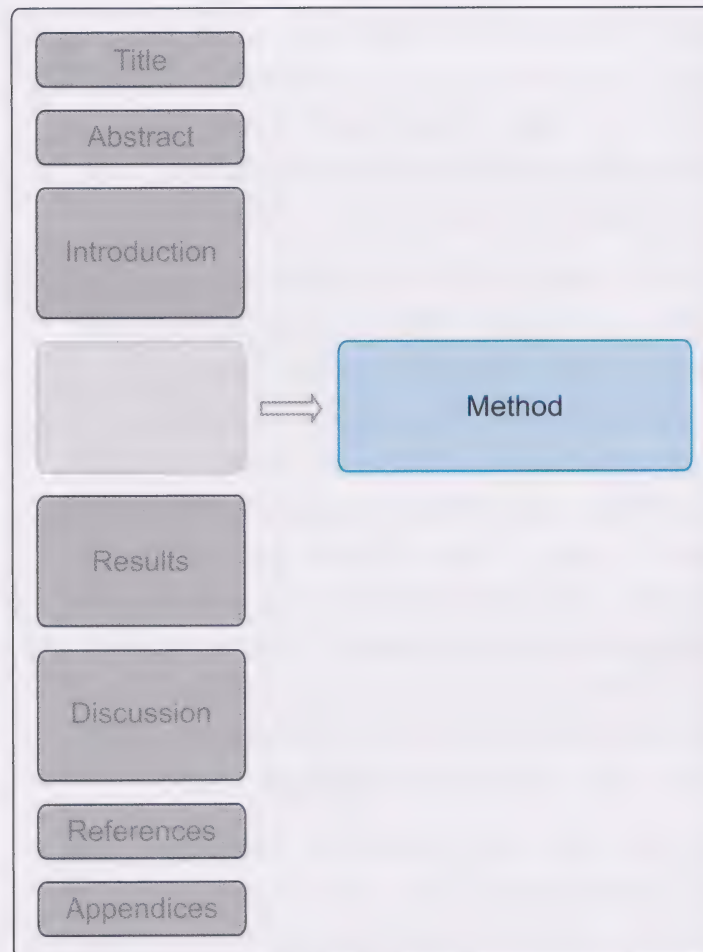 Title
Abstract
Introduction
Method
Results
Discussion
References
Appendices